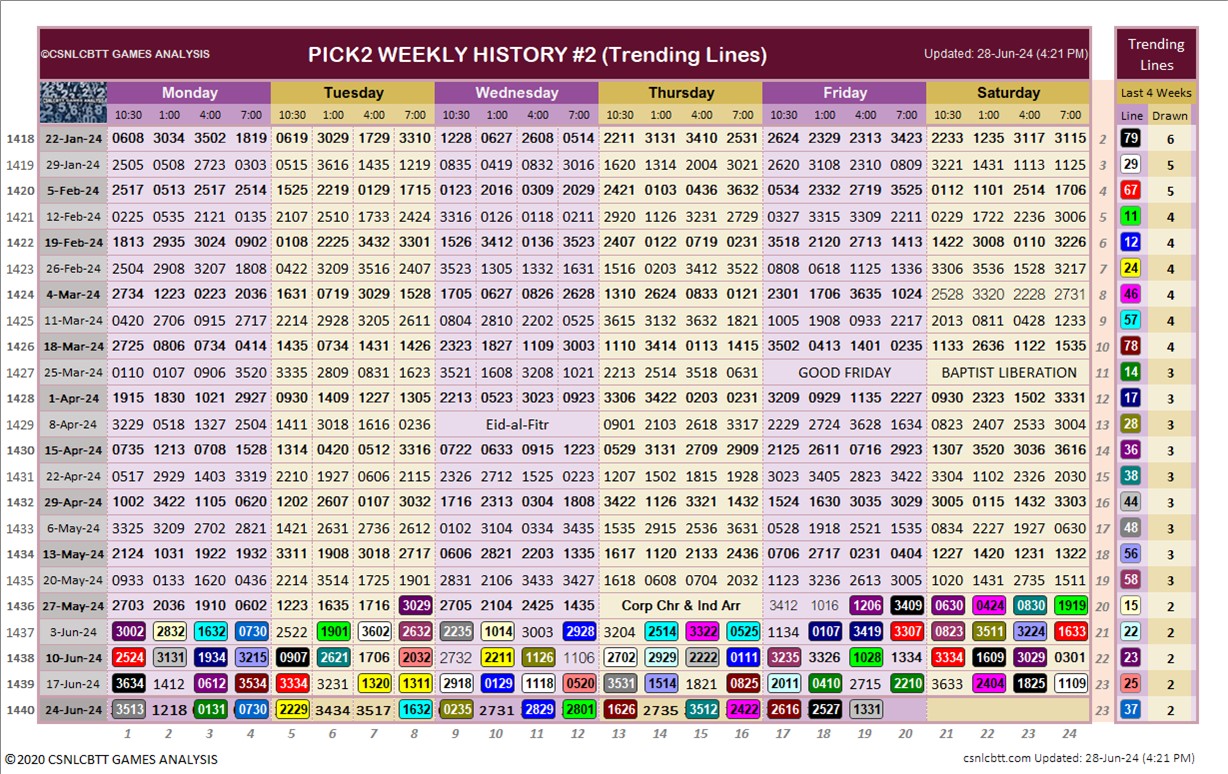 ©CSNLCBTT GAMES ANALYSIS PICK2 WEEKLY HISTORY #2 (Trending Lines) Updated: 28-Jun-24 (4:21 PM) Trending Lines
Monday Tuesday Wednesday Thursday Friday Saturday Last 4 Weeks
10:30 1:00 4:00 7:00 10:30 1:00 4:00 7:00 10:30 1:00 4:00 7:00 10:30 1:00 4:00 7:00 10:30 1:00 4:00 7:00 10:30 1:00 4:00 7:00 Line Drawn
1418 22-Jan-24 0608 3034 3502 1819 0619 3029 1729 3310 1228 0627 2608 0514 2211 3131 3410 2531 2624 2329 2313 3423 2233 1235 3117 3115 2 79 6
1419 29-Jan-24 2505 0508 2723 0303 0515 3616 1435 1219 0835 0419 0832 3016 1620 1314 2004 3021 2620 3108 2310 0809 3221 1431 1113 1125 3 29 5
1420 5-Feb-24 2517 0513 2517 2514 1525 2219 0129 1715 0123 2016 0309 2029 2421 0103 0436 3632 0534 2332 2719 3525 0112 1101 2514 1706 4 67 5
1421 12-Feb-24 0225 0535 2121 0135 2107 2510 1733 2424 3316 0126 0118 0211 2920 1126 3231 2729 0327 3315 3309 2211 0229 1722 2236 3006 5 11 4
1422 19-Feb-24 1813 2935 3024 0902 0108 2225 3432 3301 1526 3412 0136 3523 2407 0122 0719 0231 3518 2120 2713 1413 1422 3008 0110 3226 6 12 4
1423 26-Feb-24 2504 2908 3207 1808 0422 3209 3516 2407 3523 1305 1332 1631 1516 0203 3412 3522 0808 0618 1125 1336 3306 3536 1528 3217 7 24 4
1424 4-Mar-24 2734 1223 0223 2036 1631 0719 3029 1528 1705 0627 0826 2628 1310 2624 0833 0121 2301 1706 3635 1024 2528 3320 2228 2731 8 46 4
1425 11-Mar-24 0420 2706 0915 2717 2214 2928 3205 2611 0804 2810 2202 0525 3615 3132 3632 1821 1005 1908 0933 2217 2013 0811 0428 1233 9 57 4
1426 18-Mar-24 2725 0806 0734 0414 1435 0734 1431 1426 2323 1827 1109 3003 1110 3414 0113 1415 3502 0413 1401 0235 1133 2636 1122 1535 10 78 4
1427 25-Mar-24 0110 0107 0906 3520 3335 2809 0831 1623 3521 1608 3208 1021 2213 2514 3518 0631 GOOD FRIDAY BAPTIST LIBERATION 11 14 3
1428 1-Apr-24 1915 1830 1021 2927 0930 1409 1227 1305 2213 0523 3023 0923 3306 3422 0203 0231 3209 0929 1135 2227 0930 2323 1502 3331 12 17 3
1429 8-Apr-24 3229 0518 1327 2504 1411 3018 1616 0236 Eid-al-Fitr 0901 2103 2618 3317 2229 2724 3628 1634 0823 2407 2533 3004 13 28 3
1430 15-Apr-24 0735 1213 0708 1528 1314 0420 0512 3318 0722 0633 0915 1223 0529 3131 2709 2909 2125 2611 0716 2923 1307 3520 3036 3616 14 36 3
1431 22-Apr-24 0517 2929 1403 3319 2210 1927 0606 2113 2326 2713 1525 0223 1207 1502 1815 1928 3023 3405 2823 3422 3304 1102 2326 2030 15 38 3
1432 29-Apr-24 1002 3422 1105 0620 1202 2607 0107 3032 1716 2313 0304 1808 3422 1126 3321 1432 1524 1630 3035 3029 3005 0115 1432 3303 16 44 3
1433 6-May-24 3325 3209 2702 2821 1421 2631 2736 2612 0102 3104 0334 3435 1535 2915 2536 3631 0528 1918 2521 1535 0834 2227 1927 0630 17 48 3
1434 13-May-24 2124 1031 1922 1932 3311 1908 3018 2717 0606 2821 2203 1335 1617 1120 2133 2436 0706 2717 0231 0404 1227 1420 1231 1322 18 56 3
1435 20-May-24 0933 0133 1620 0436 2214 3514 1725 1901 2831 2106 3433 3427 1618 0608 0704 2032 1123 3236 2613 3005 1020 1431 2735 1511 19 58 3
1436 27-May-24 2703 2036 1910 0602 1223 1635 1716 3029 2705 2104 2425 1435 Corp Chr & Ind Arr 3412 1016 1206 3409 0630 0424 0830 1919 20 15 2
1437 3-Jun-24 3002 2832 1632 0730 2522 1901 3602 2632 2235 1014 3003 2928 3204 2514 3322 0525 1134 0107 3419 3307 0823 3511 3224 1633 21 22 2
1438 10-Jun-24 2524 3131 1934 3215 0907 2621 1706 2032 2732 2211 1126 1106 2702 2929 2222 0111 3235 3326 1028 1334 3334 1609 3029 0301 22 23 2
1439 17-Jun-24 3634 1412 0612 3534 3334 3231 1320 1311 2918 0129 1118 0520 3531 1514 1821 0825 2011 0410 2715 2210 3633 2404 1825 1109 23 25 2
1440 24-Jun-24 3513 1218 0131 0730 2229 3434 3517 1632 0235 2731 2829 2801 1626 2735 3512 2422 2616 2527 1331 23 37 2
1 2 3 4 5 6 7 8 9 10 11 12 13 14 15 16 17 18 19 20 21 22 23 24
©2020 CSNLCBTT GAMES ANALYSIS csnlcbtt.com Updated: 28-Jun-24 (4:21 PM)